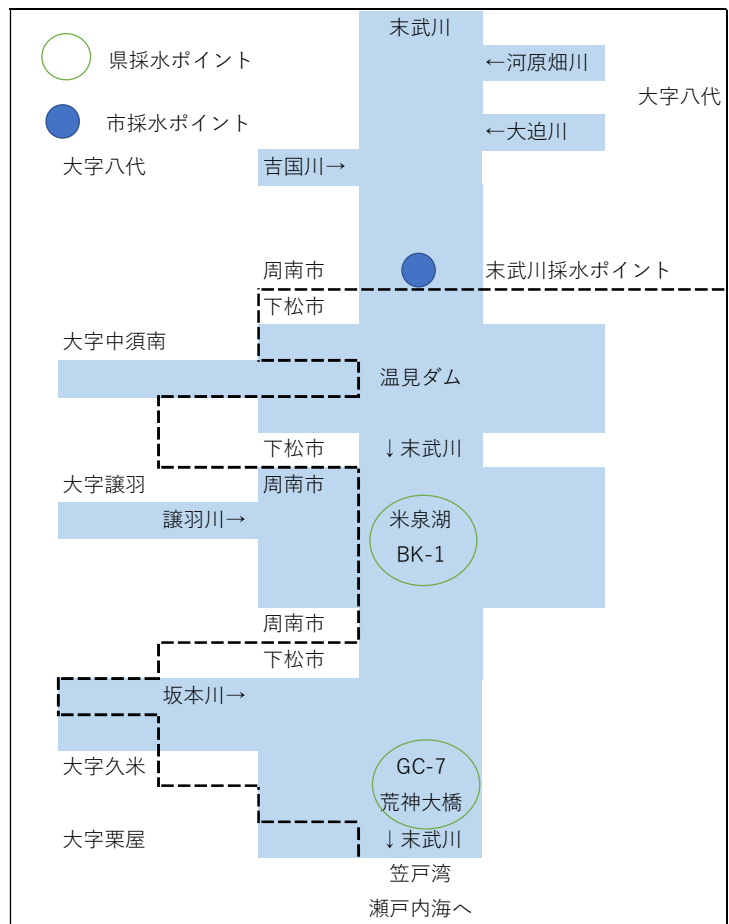 末武川
県採水ポイント
←河原畑川
大字八代
市採水ポイント
←大迫川
大字八代
吉国川→
周南市
末武川採水ポイント
下松市
大字中須南
温見ダム
下松市
↓末武川
大字譲羽
周南市
譲羽川→
米泉湖
BK-1
周南市
下松市
坂本川→
大字久米
GC-7
荒神大橋
大字栗屋
↓末武川
笠戸湾
瀬戸内海へ